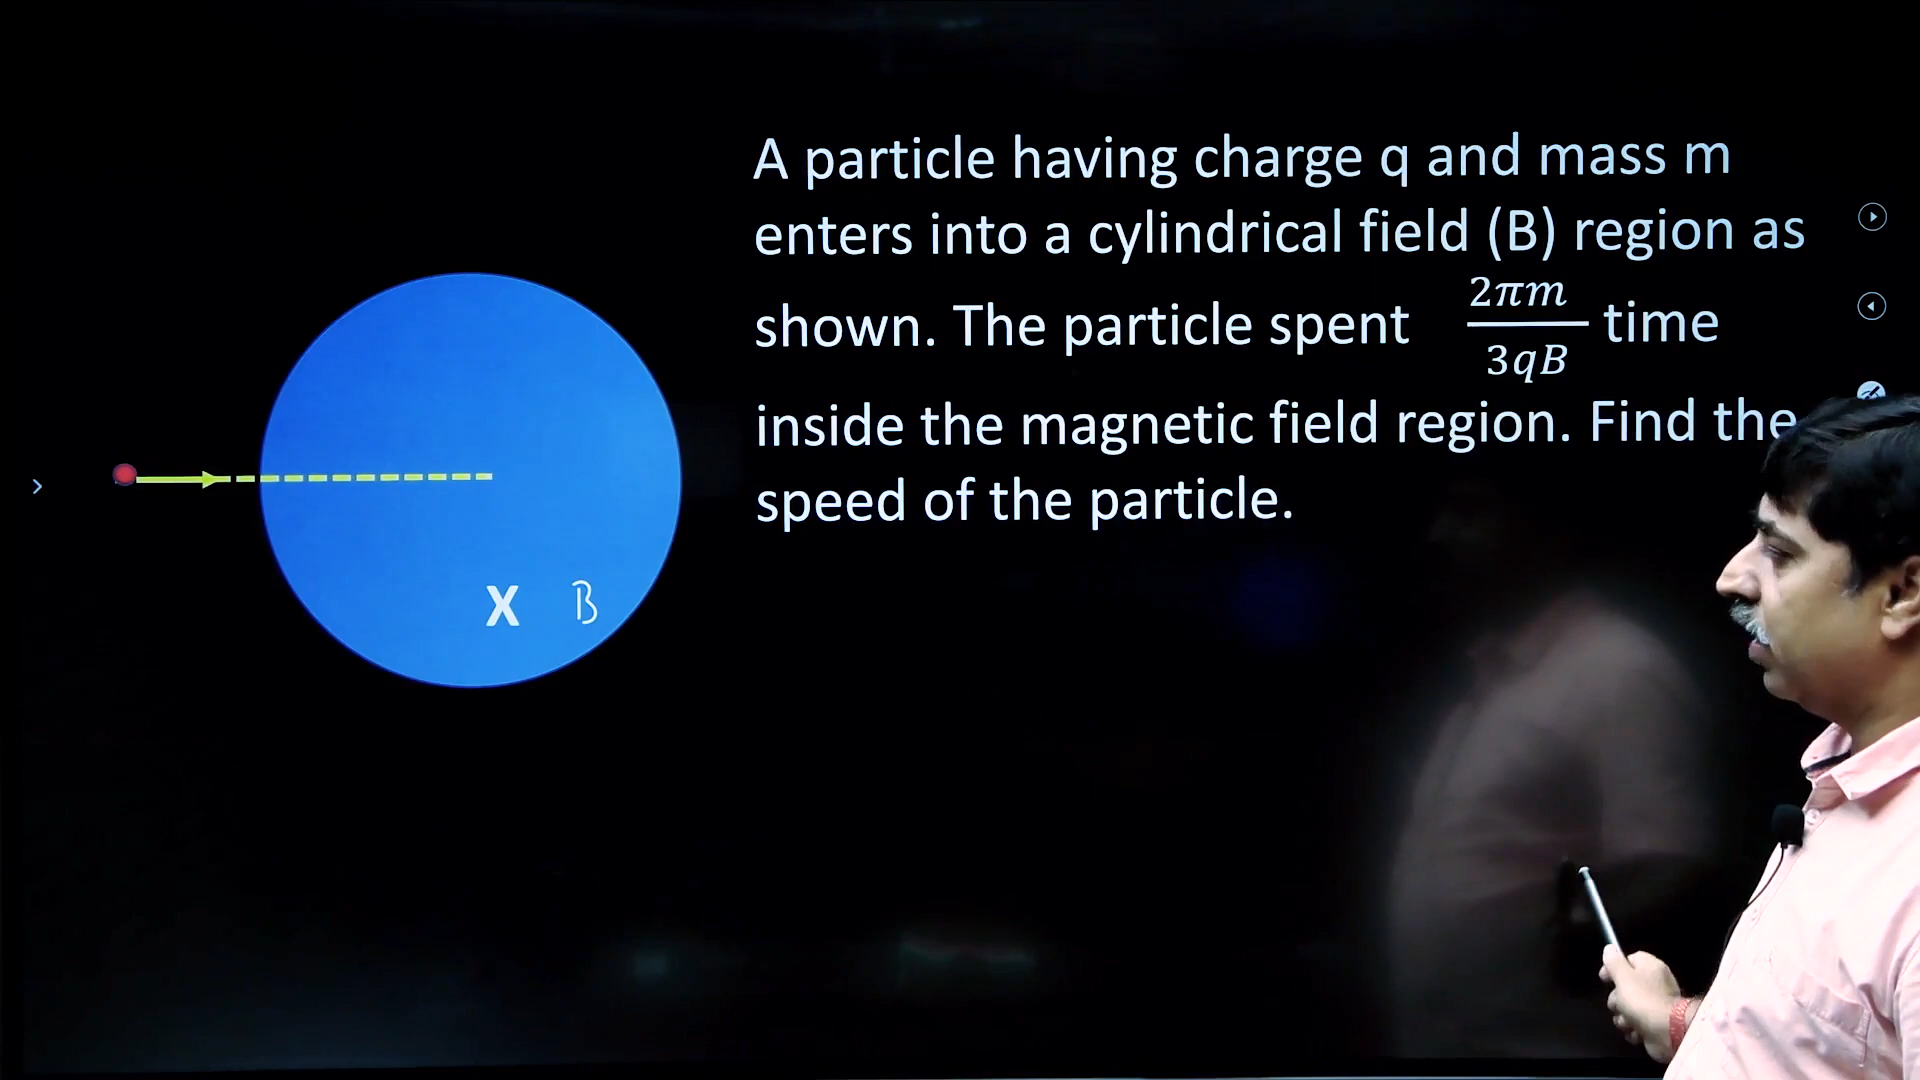 A particle having charge q and mass m
enters into a cylindrical field (B) region as
shown. The particle spent 2πm/3qB time
inside the magnetic field region. Find the
speed of the particle.
X B